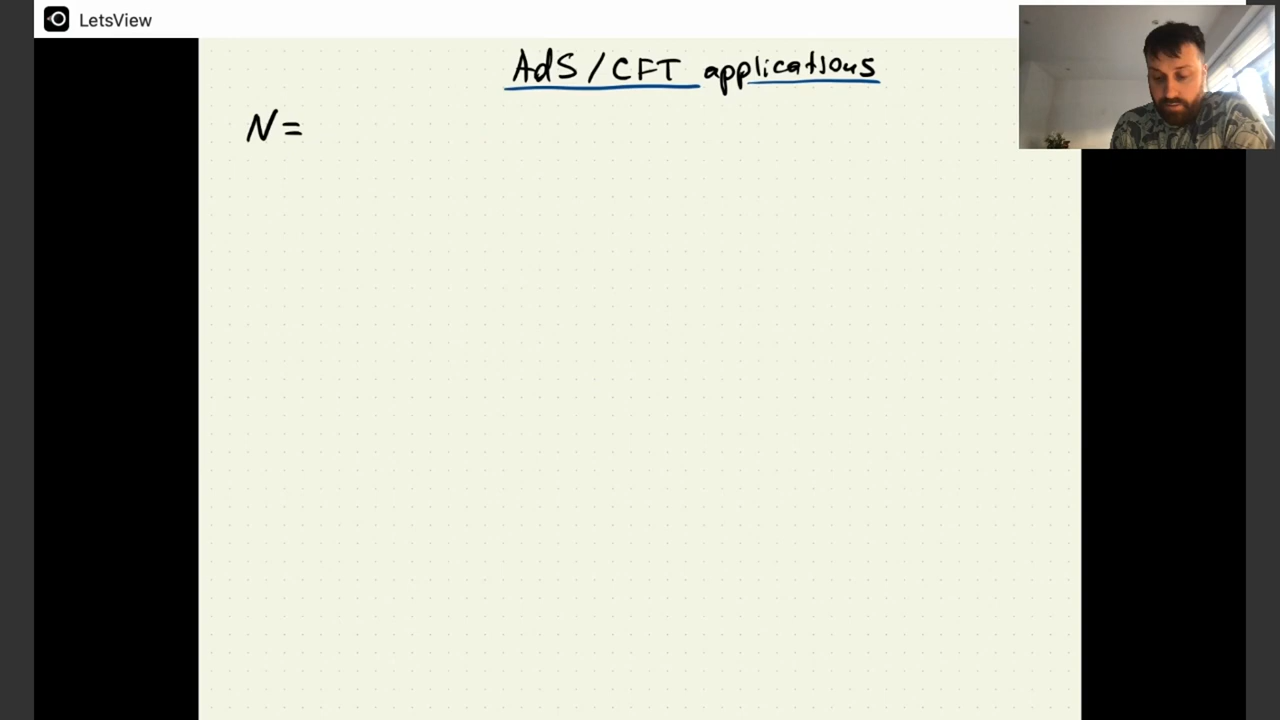 LetsView
AdS / CFT applications
N =